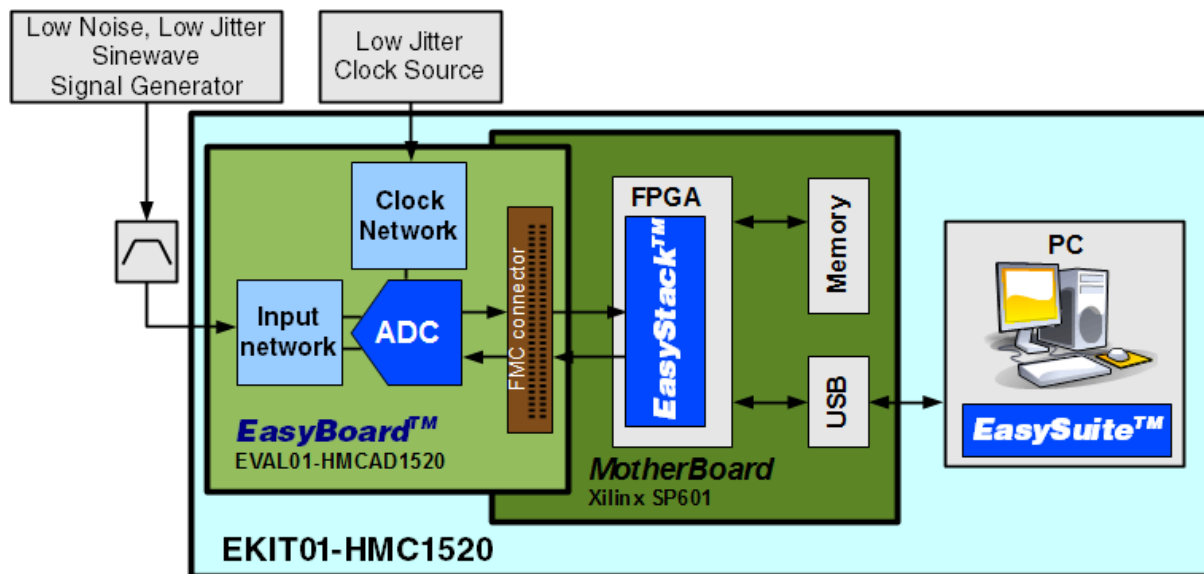 Low Noise, Low Jitter
Sinewave
Signal Generator
Low Jitter
Clock Source
Clock
Network
Input
network
ADC
FMC connector
EasyBoard™
EVAL01-HMCAD1520
FPGA
EasyStack™
Memory
USB
MotherBoard
Xilinx SP601
PC
EasySuite™
EKIT01-HMC1520